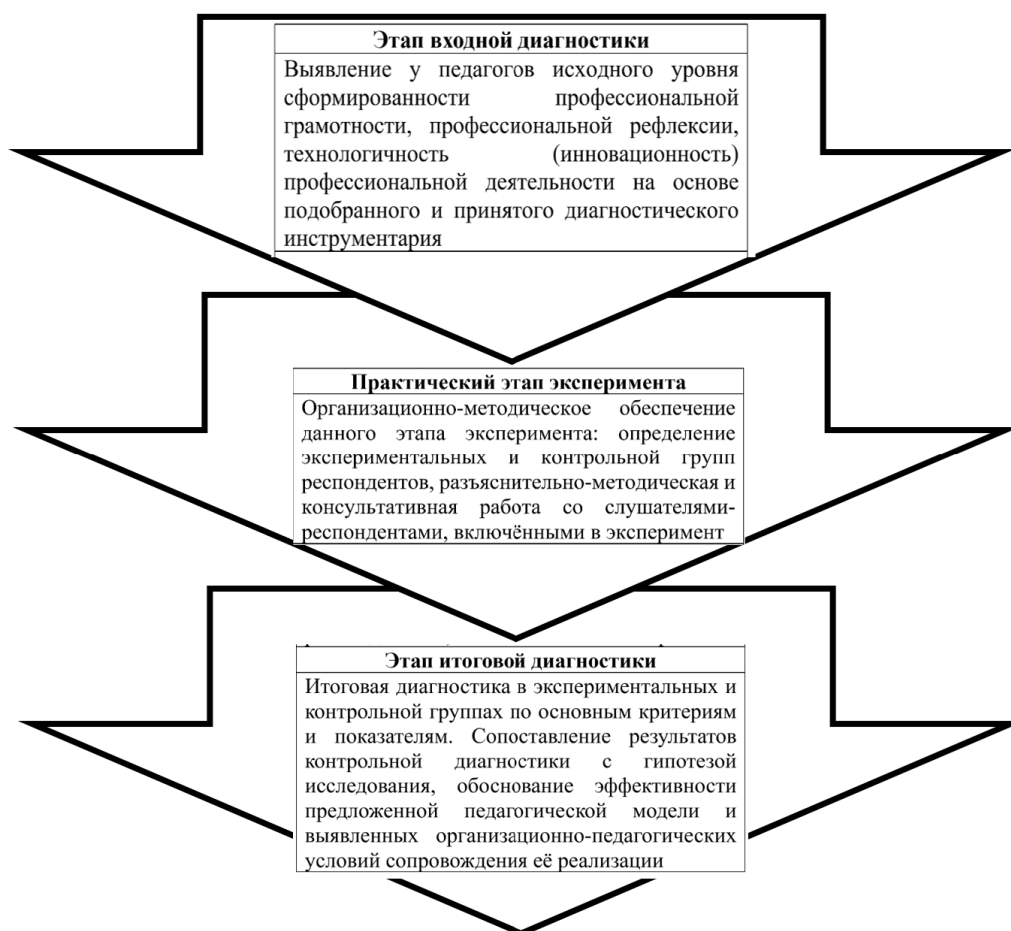 Этап входной диагностики
Выявление у педагогов исходного уровня
сформированности профессиональной
грамотности, профессиональной рефлексии,
технологичность (инновационность)
профессиональной деятельности на основе
подобранного и принятого диагностического
инструментария
Практический этап эксперимента
Организационно-методическое обеспечение
данного этапа эксперимента: определение
экспериментальных и контрольной групп
респондентов, разъяснительно-методическая и
консультативная работа со слушателями-
респондентами, включёнными в эксперимент
Этап итоговой диагностики
Итоговая диагностика в экспериментальных и
контрольной группах по основным критериям
и показателям. Сопоставление результатов
контрольной диагностики с гипотезой
исследования, обоснование эффективности
предложенной педагогической модели и
выявленных организационно-педагогических
условий сопровождения её реализации